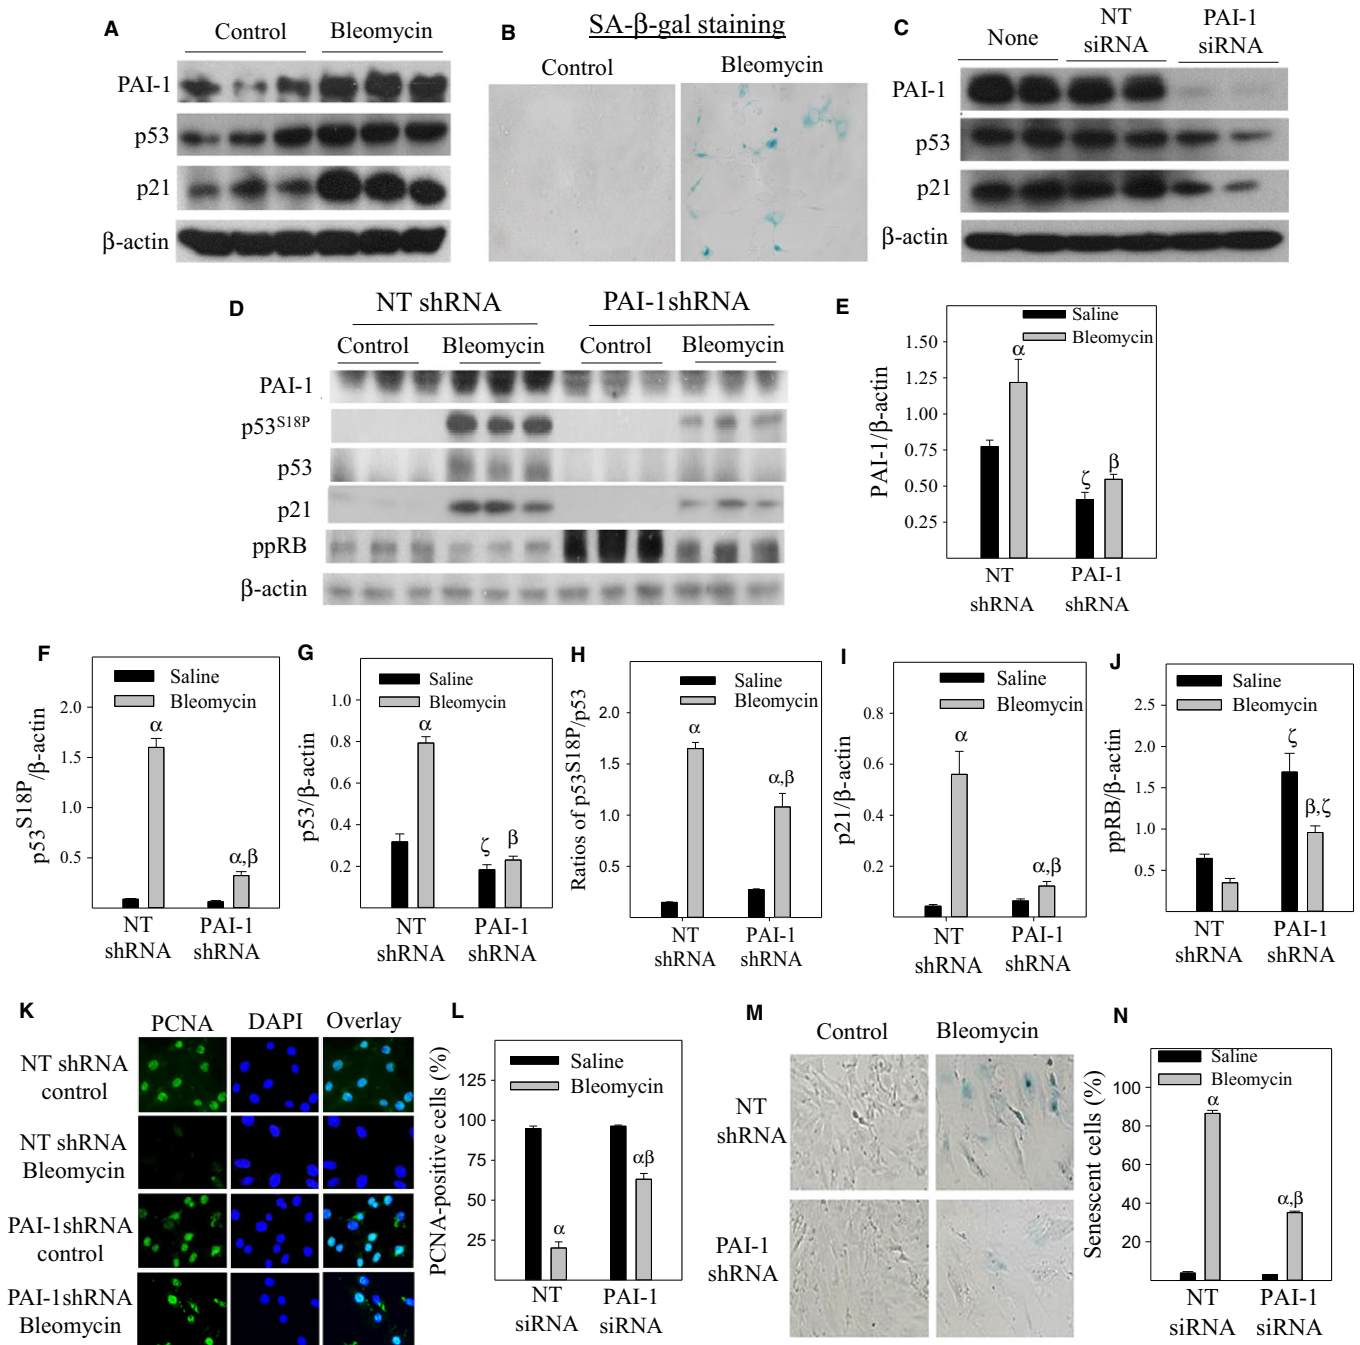 A
Control Bleomycin
PAI-1
p53
p21
β-actin
B
SA-β-gal staining
Control Bleomycin
C
None NT siRNA PAI-1 siRNA
PAI-1
p53
p21
β-actin
D
NT shRNA PAI-1shRNA
Control Bleomycin Control Bleomycin
PAI-1
p53S18P
p53
p21
ppRB
β-actin
E
Saline
Bleomycin
PAI-1/β-actin
1.50
1.25
1.00
0.75
0.50
0.25
α
ζ
β
NT PAI-1
shRNA shRNA
F
Saline
Bleomycin
p53S18P/β-actin
2.0
1.5
1.0
0.5
α
α,β
NT PAI-1
shRNA shRNA
G
Saline
Bleomycin
p53/β-actin
1.0
0.8
0.6
0.4
0.2
α
ζ
β
NT PAI-1
shRNA shRNA
H
Saline
Bleomycin
Ratios of p53S18P/p53
2.0
1.5
1.0
0.5
α
α,β
NT PAI-1
shRNA shRNA
I
Saline
Bleomycin
p21/β-actin
0.8
0.6
0.4
0.2
α
α,β
NT PAI-1
shRNA shRNA
J
Saline
Bleomycin
ppRB/β-actin
2.5
2.0
1.5
1.0
0.5
ζ
β,ζ
NT PAI-1
shRNA shRNA
K
PCNA DAPI Overlay
NT shRNA
control
NT shRNA
Bleomycin
PAI-1shRNA
control
PAI-1shRNA
Bleomycin
L
Saline
Bleomycin
PCNA-positive cells (%)
125
100
75
50
25
α
αβ
NT PAI-1
siRNA siRNA
M
Control Bleomycin
NT
shRNA
PAI-1
shRNA
N
Saline
Bleomycin
Senescent cells (%)
100
80
60
40
20
α
α,β
NT PAI-1
siRNA siRNA